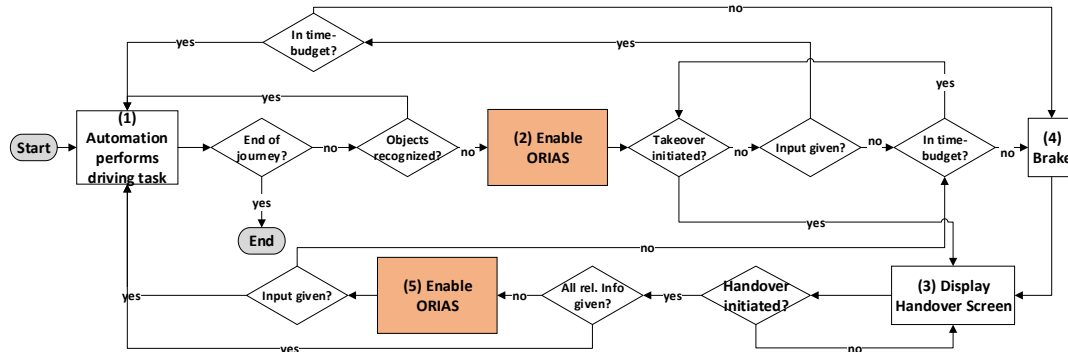 no
yes
In time-
budget?
yes
yes
yes
(1)
Automation
performs
driving task
Start
End of
journey?
no
Objects
recognized?
no
(2) Enable
ORIAS
Takeover
initiated?
no
Input given?
no
In time-
budget?
no
(4)
Brake
yes
yes
End
no
yes
Input given?
(5) Enable
ORIAS
no
All rel. Info
given?
yes
Handover
initiated?
(3) Display
Handover Screen
yes
no